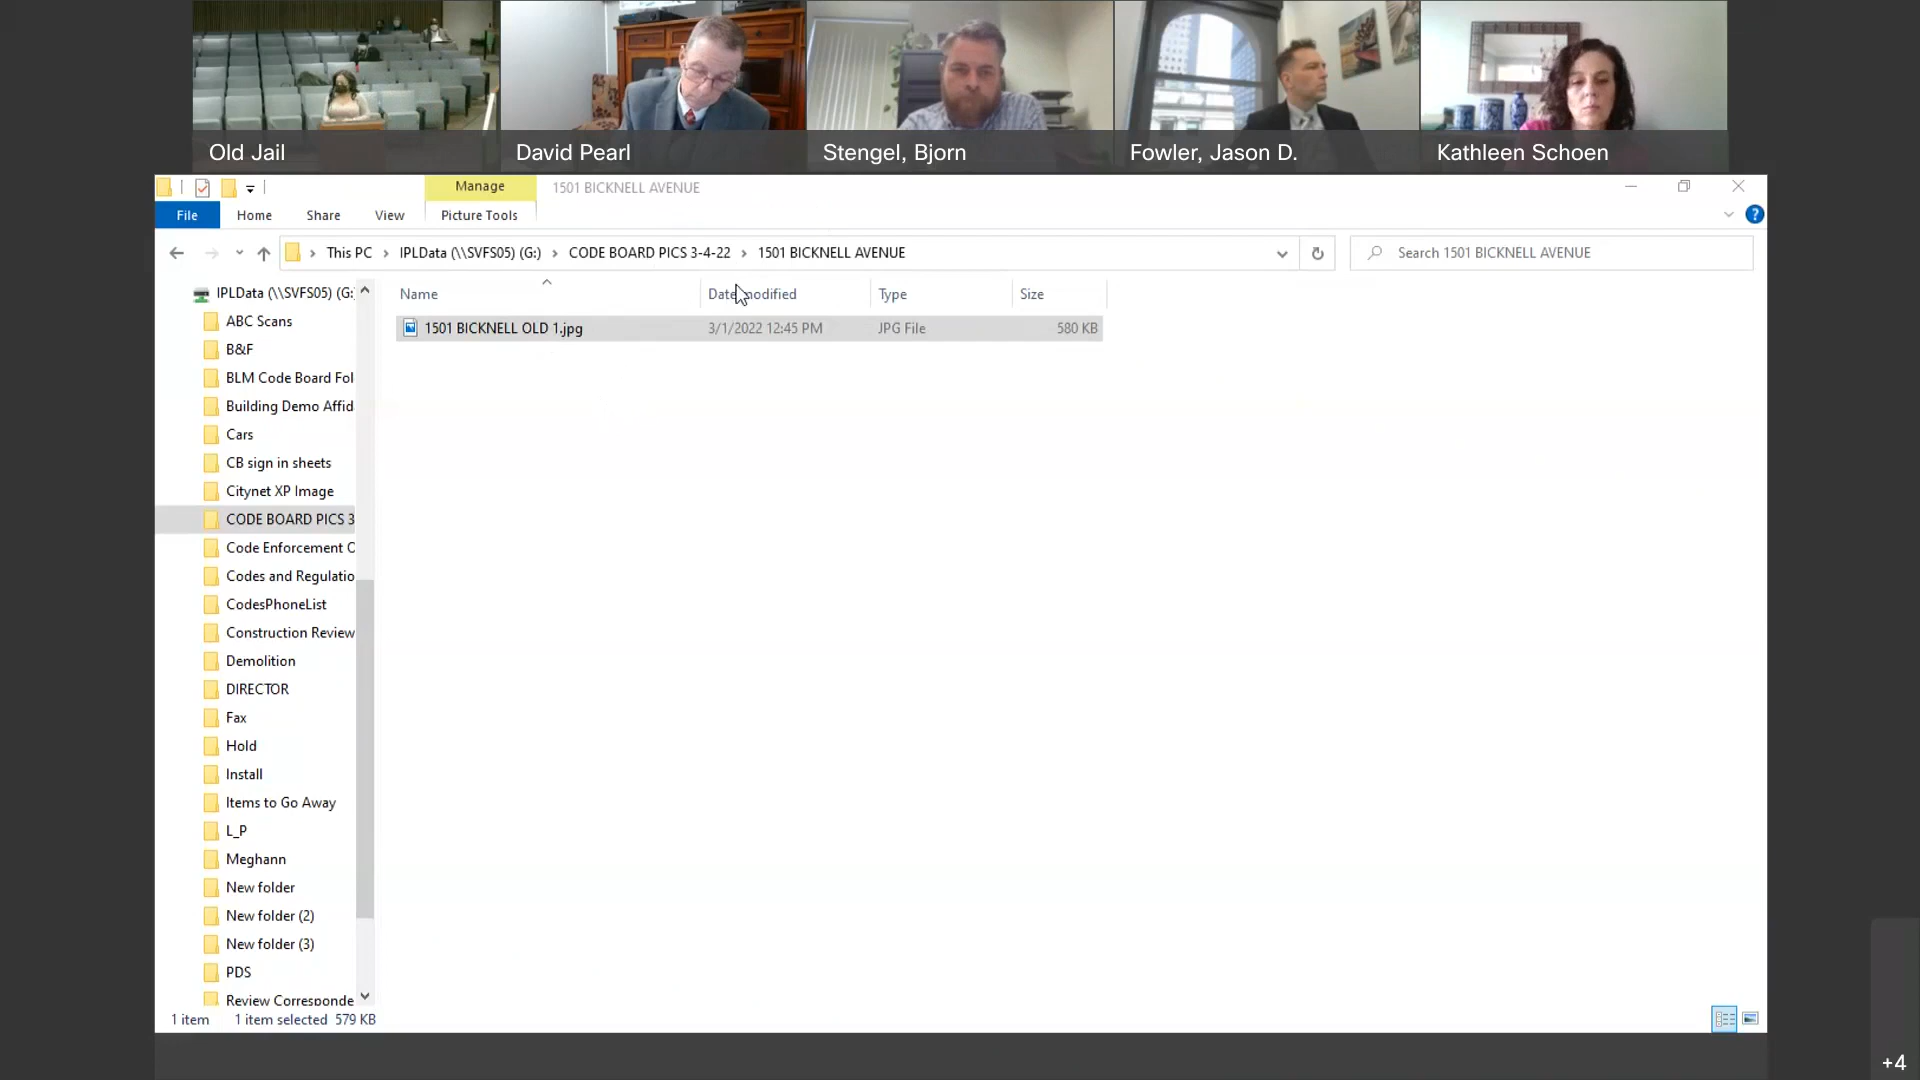 Old Jail
David Pearl
Stengel, Bjorn
Fowler, Jason D.
Kathleen Schoen
Manage
1501 BICKNELL AVENUE
File
Home
Share
View
Picture Tools
This PC
IPLData (\\SVFS05) (G:)
CODE BOARD PICS 3-4-22
1501 BICKNELL AVENUE
Search 1501 BICKNELL AVENUE
Name
Date modified
Type
Size
1501 BICKNELL OLD 1.jpg
3/1/2022 12:45 PM
JPG File
580 KB
IPLData (\\SVFS05) (G:
ABC Scans
B&F
BLM Code Board Fol
Building Demo Affid
Cars
CB sign in sheets
Citynet XP Image
CODE BOARD PICS 3
Code Enforcement C
Codes and Regulatio
CodesPhoneList
Construction Review
Demolition
DIRECTOR
Fax
Hold
Install
Items to Go Away
L_P
Meghann
New folder
New folder (2)
New folder (3)
PDS
Review Corresponde
1 item
1 item selected 579 KB
+4